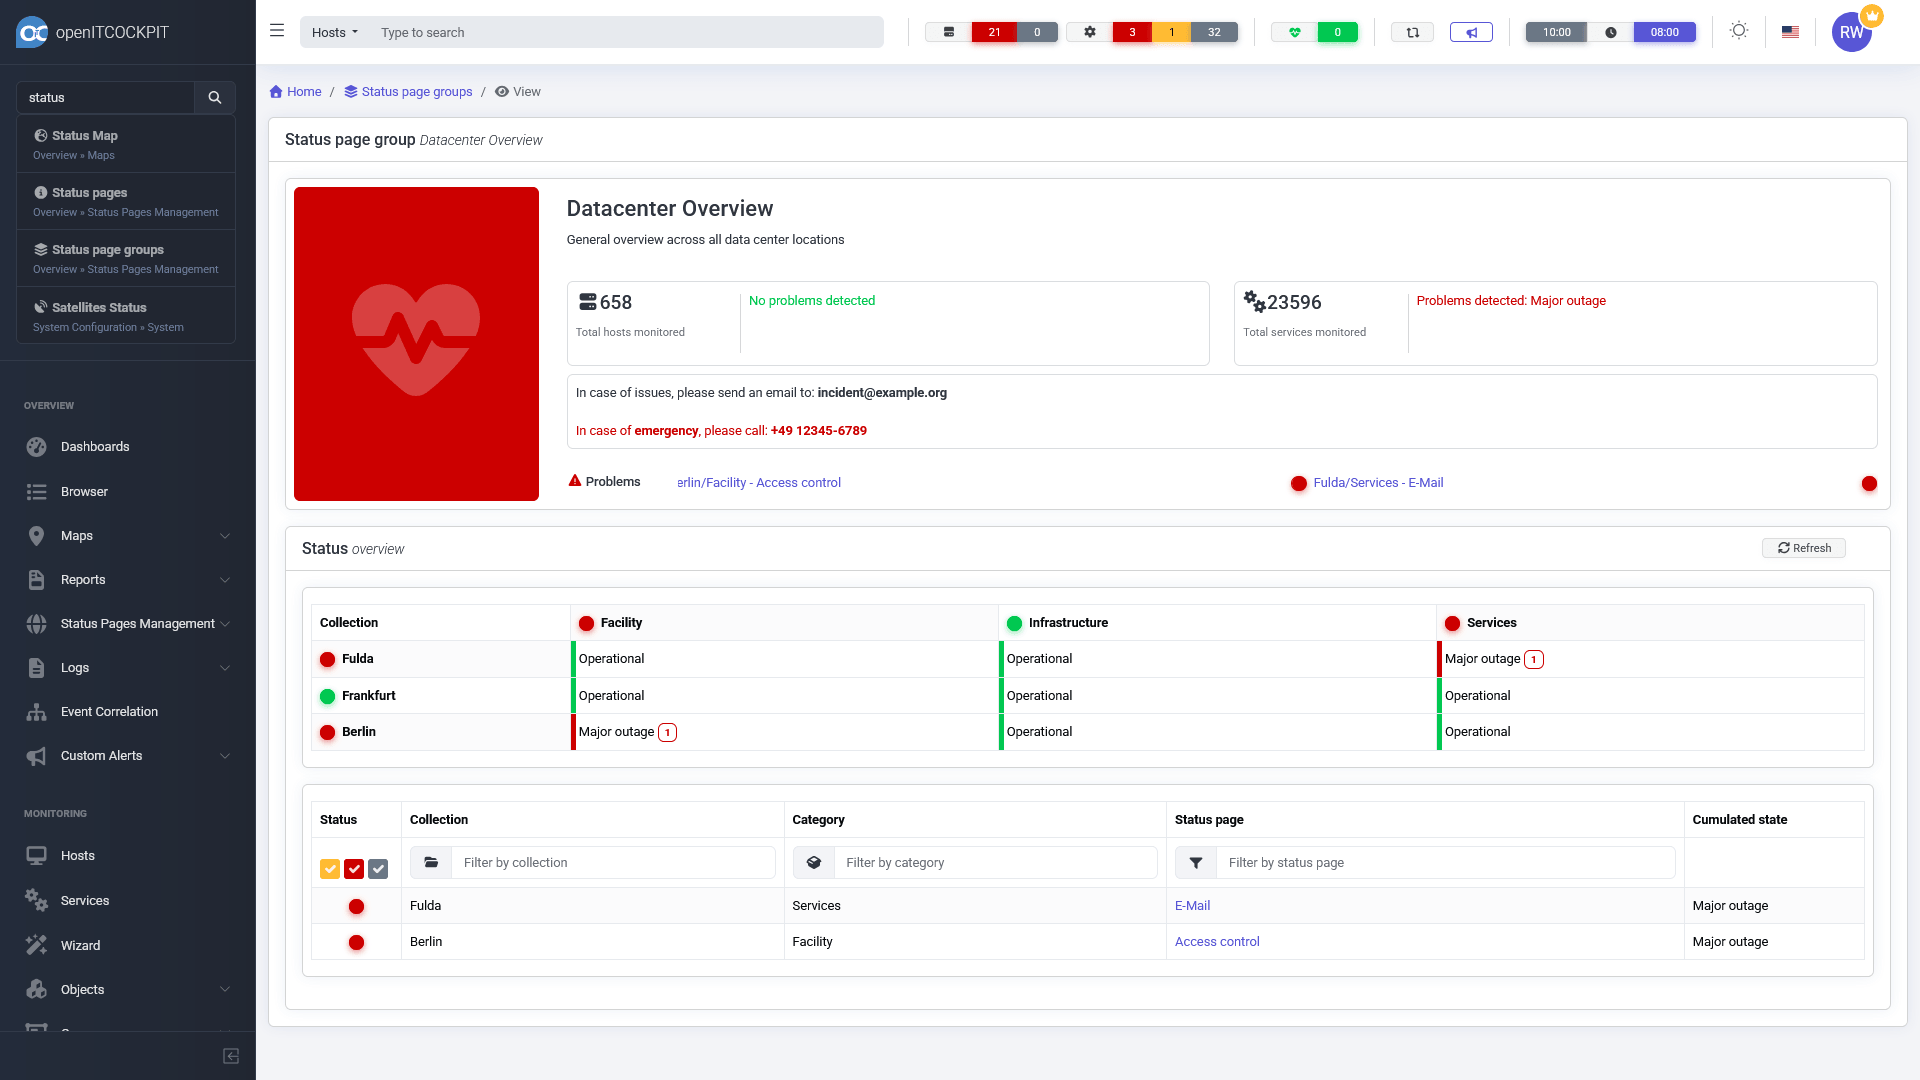 openITCOCKPIT
Hosts
Type to search
21
0
3
1
32
0
10:00
08:00
RW
status
Status Map
Overview » Maps
Status pages
Overview » Status Pages Management
Status page groups
Overview » Status Pages Management
Satellites Status
System Configuration » System
OVERVIEW
Dashboards
Browser
Maps
Reports
Status Pages Management
Logs
Event Correlation
Custom Alerts
MONITORING
Hosts
Services
Wizard
Objects
Home / Status page groups / View
Status page group Datacenter Overview
Datacenter Overview
General overview across all data center locations
658
Total hosts monitored
No problems detected
23596
Total services monitored
Problems detected: Major outage
In case of issues, please send an email to: incident@example.org
In case of emergency, please call: +49 12345-6789
Problems
erlin/Facility - Access control
Fulda/Services - E-Mail
Status overview
Refresh
Collection Facility Infrastructure Services
Fulda Operational Operational Major outage 1
Frankfurt Operational Operational Operational
Berlin Major outage 1 Operational Operational
Status Collection Category Status page Cumulated state
Filter by collection Filter by category Filter by status page
Fulda Services E-Mail Major outage
Berlin Facility Access control Major outage